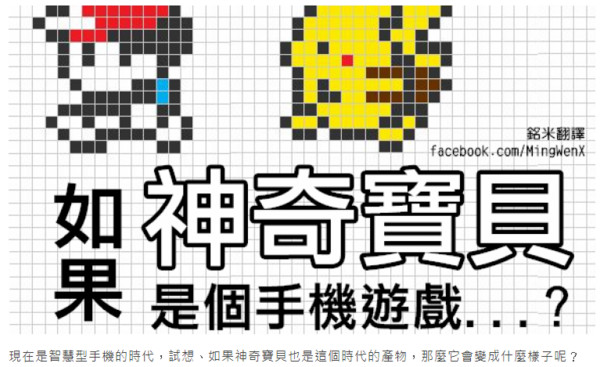 銘米翻譯
facebook.com/MingWenX
如果
神奇寶貝
是個手機遊戲...？
現在是智慧型手機的時代，試想、如果神奇寶貝也是這個時代的產物，那麼它會變成什麼樣子呢？